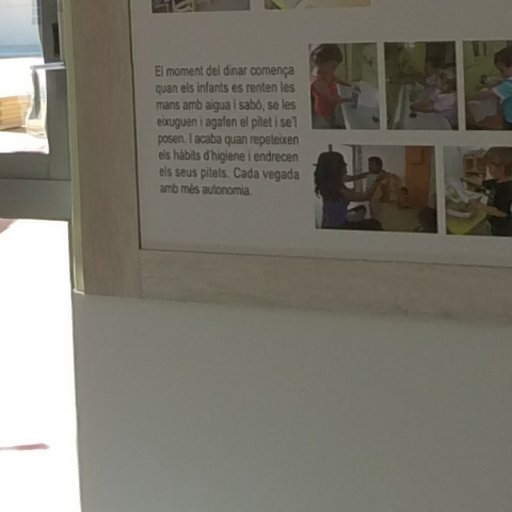 El moment del dinar comença
quan els infants es renten les
mans amb aigua i sabó, se les
eixuguen i agafen el pitet i se'l
posen. I acaba quan repeteixen
els hàbits d'higiene i endrecen
els seus pitets. Cada vegada
amb més autonomia.